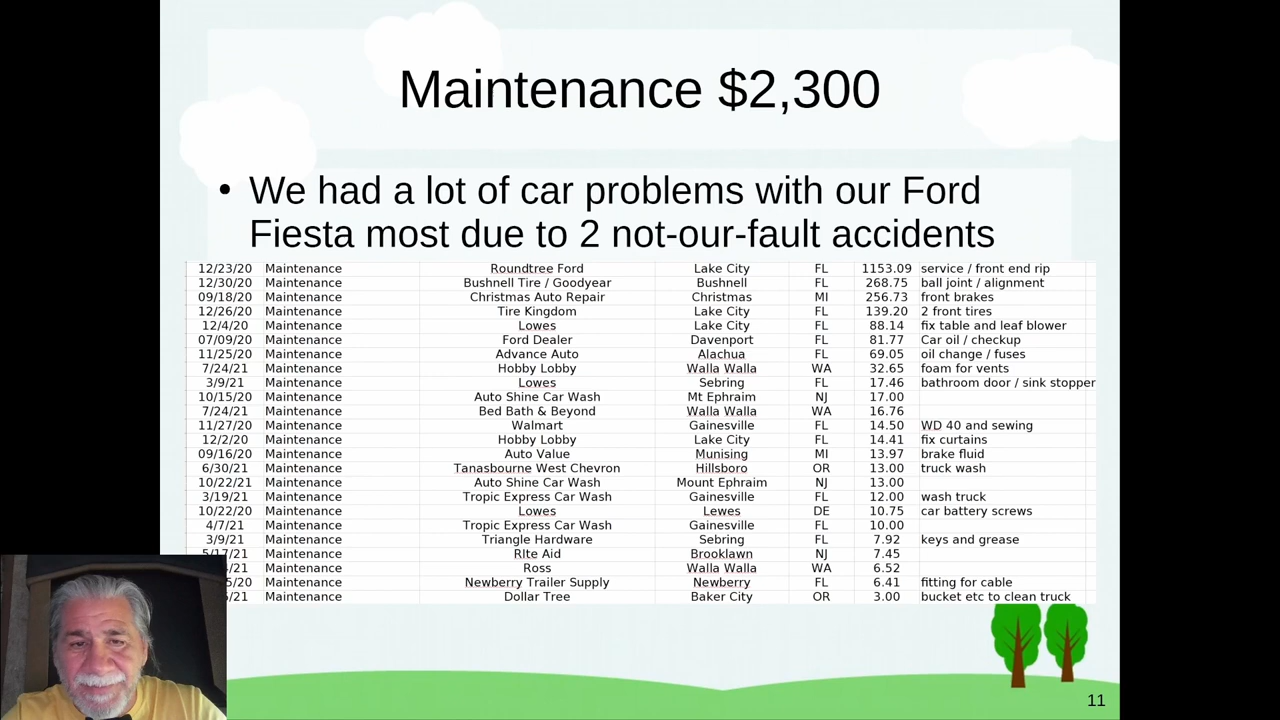 Maintenance $2,300
• We had a lot of car problems with our Ford
Fiesta most due to 2 not-our-fault accidents
12/23/20 Maintenance Roundtree Ford Lake City FL 1153.09 service / front end rip
12/30/20 Maintenance Bushnell Tire / Goodyear Bushnell FL 268.75 ball joint / alignment
09/18/20 Maintenance Christmas Auto Repair Christmas MI 256.73 front brakes
12/26/20 Maintenance Tire Kingdom Lake City FL 139.20 2 front tires
12/4/20 Maintenance Lowes Lake City FL 88.14 fix table and leaf blower
07/09/20 Maintenance Ford Dealer Davenport FL 81.77 Car oil / checkup
11/25/20 Maintenance Advance Auto Alachua FL 69.05 oil change / fuses
7/24/21 Maintenance Hobby Lobby Walla Walla WA 32.65 foam for vents
3/9/21 Maintenance Lowes Sebring FL 17.46 bathroom door / sink stopper
10/15/20 Maintenance Auto Shine Car Wash Mt Ephraim NJ 17.00
7/24/21 Maintenance Bed Bath & Beyond Walla Walla WA 16.76
11/27/20 Maintenance Walmart Gainesville FL 14.50 WD 40 and sewing
12/2/20 Maintenance Hobby Lobby Lake City FL 14.41 fix curtains
09/16/20 Maintenance Auto Value Munising MI 13.97 brake fluid
6/30/21 Maintenance Tanasbourne West Chevron Hillsboro OR 13.00 truck wash
10/22/21 Maintenance Auto Shine Car Wash Mount Ephraim NJ 13.00
3/19/21 Maintenance Tropic Express Car Wash Gainesville FL 12.00 wash truck
10/22/20 Maintenance Lowes Lewes DE 10.75 car battery screws
4/7/21 Maintenance Tropic Express Car Wash Gainesville FL 10.00
3/9/21 Maintenance Triangle Hardware Sebring FL 7.92 keys and grease
5/17/21 Maintenance RIte Aid Brooklawn NJ 7.45
/21 Maintenance Ross Walla Walla WA 6.52
5/20 Maintenance Newberry Trailer Supply Newberry FL 6.41 fitting for cable
/21 Maintenance Dollar Tree Baker City OR 3.00 bucket etc to clean truck
11